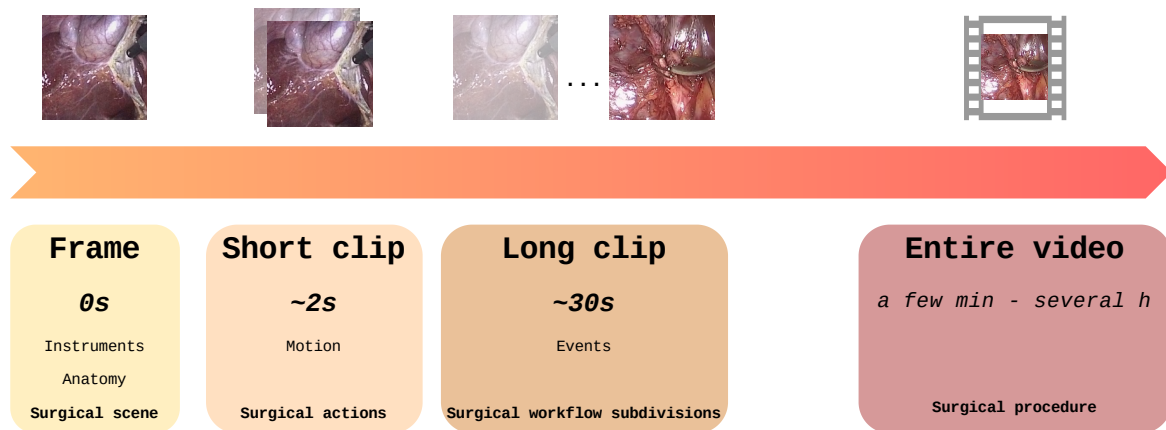 ...
Frame
0s
Instruments
Anatomy
Surgical scene
Short clip
~2s
Motion
Surgical actions
Long clip
~30s
Events
Surgical workflow subdivisions
Entire video
a few min - several h
Surgical procedure